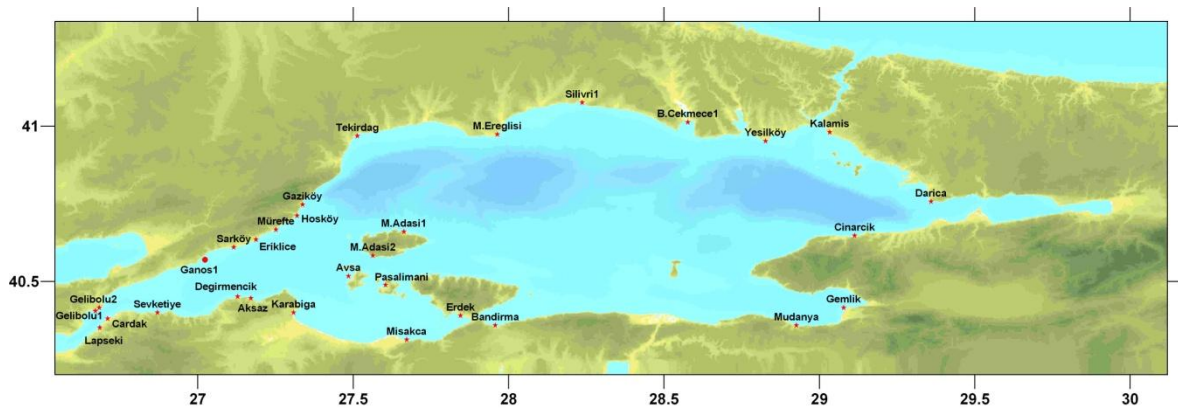 Silivri1
B.Cekmece1
41
Tekirdag
M.Ereglisi
Yesilköy
Kalamis
Gaziköy
Darica
Hosköy
Mürefte
M.Adasi1
Cinarcik
Sarköy
Eriklice
M.Adasi2
Ganos1
Avsa
Pasalimani
40.5
Degirmencik
Gelibolu2
Sevketiye
Aksaz
Karabiga
Erdek
Gemlik
Gelibolu1
Cardak
Bandirma
Mudanya
Lapseki
Misakca
27
27.5
28
28.5
29
29.5
30